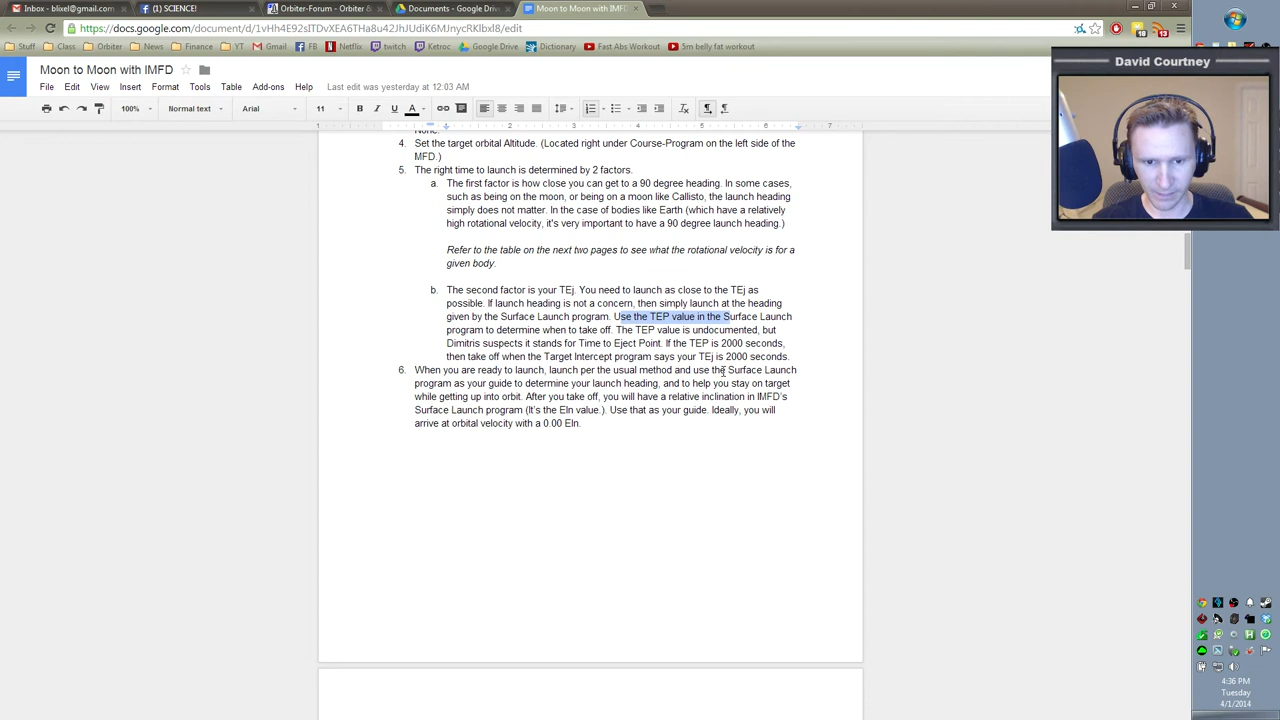 Inbox - blixel@gmail.com
(1) SCIENCE!
Orbiter-Forum - Orbiter &
Documents - Google Drive
Moon to Moon with IMFD
https://docs.google.com/document/d/1vHh4E92sITDvXEA6THa8u42JhJUdiK6MJnycRKlbxl8/edit
Stuff Class Orbiter News Finance YT Gmail FB Netflix twitch Ketroc Google Drive Dictionary Fast Abs Workout 5m belly fat workout
David Courtney
Moon to Moon with IMFD
File Edit View Insert Format Tools Table Add-ons Help Last edit was yesterday at 12:03 AM
100% Normal text Arial 11
1 1 2 3 4 5 6 7
None.
4. Set the target orbital Altitude. (Located right under Course-Program on the left side of the
MFD.)
5. The right time to launch is determined by 2 factors.
a. The first factor is how close you can get to a 90 degree heading. In some cases,
such as being on the moon, or being on a moon like Callisto, the launch heading
simply does not matter. In the case of bodies like Earth (which have a relatively
high rotational velocity, it's very important to have a 90 degree launch heading.)
Refer to the table on the next two pages to see what the rotational velocity is for a
given body.
b. The second factor is your TEj. You need to launch as close to the TEj as
possible. If launch heading is not a concern, then simply launch at the heading
given by the Surface Launch program. Use the TEP value in the Surface Launch
program to determine when to take off. The TEP value is undocumented, but
Dimitris suspects it stands for Time to Eject Point. If the TEP is 2000 seconds,
then take off when the Target Intercept program says your TEj is 2000 seconds.
6. When you are ready to launch, launch per the usual method and use the Surface Launch
program as your guide to determine your launch heading, and to help you stay on target
while getting up into orbit. After you take off, you will have a relative inclination in IMFD's
Surface Launch program (It's the EIn value.). Use that as your guide. Ideally, you will
arrive at orbital velocity with a 0.00 EIn.
4:36 PM
Tuesday
4/1/2014